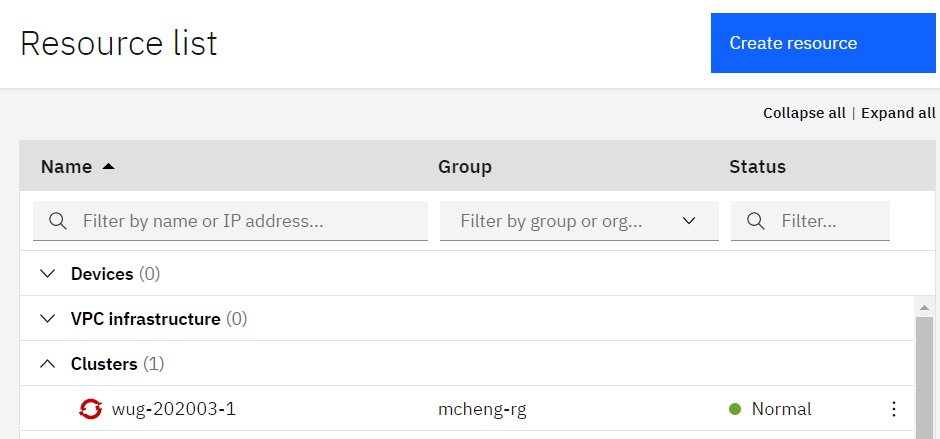 Resource list
Create resource
Collapse all | Expand all
Name Group Status
Filter by name or IP address... Filter by group or org... Filter...
Devices (0)
VPC infrastructure (0)
Clusters (1)
wug-202003-1 mcheng-rg Normal